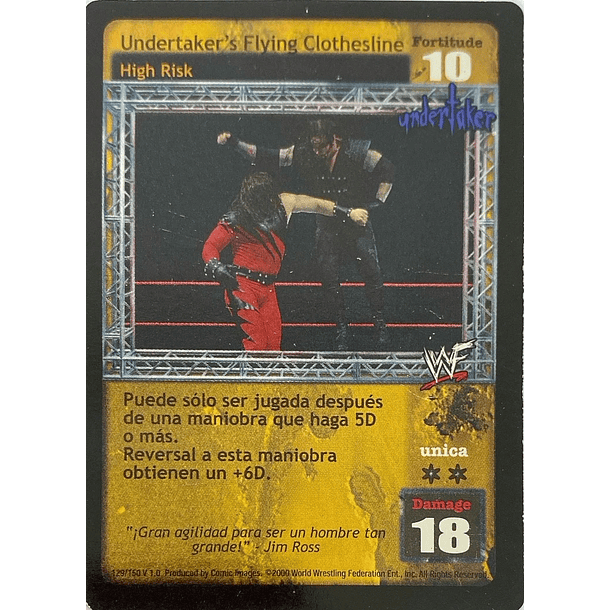 Undertaker's Flying Clothesline
Fortitude
10
High Risk
undertaker
WF
Puede sólo ser jugada después
de una maniobra que haga 5D
o más.
Reversal a esta maniobra
obtienen un +6D.
unica
Damage
18
"¡Gran agilidad para ser un hombre tan
grande!" - Jim Ross
129/150 V 1.0 Produced by Comic Images. ©2000 World Wrestling Federation Ent., Inc. All Rights Reserved